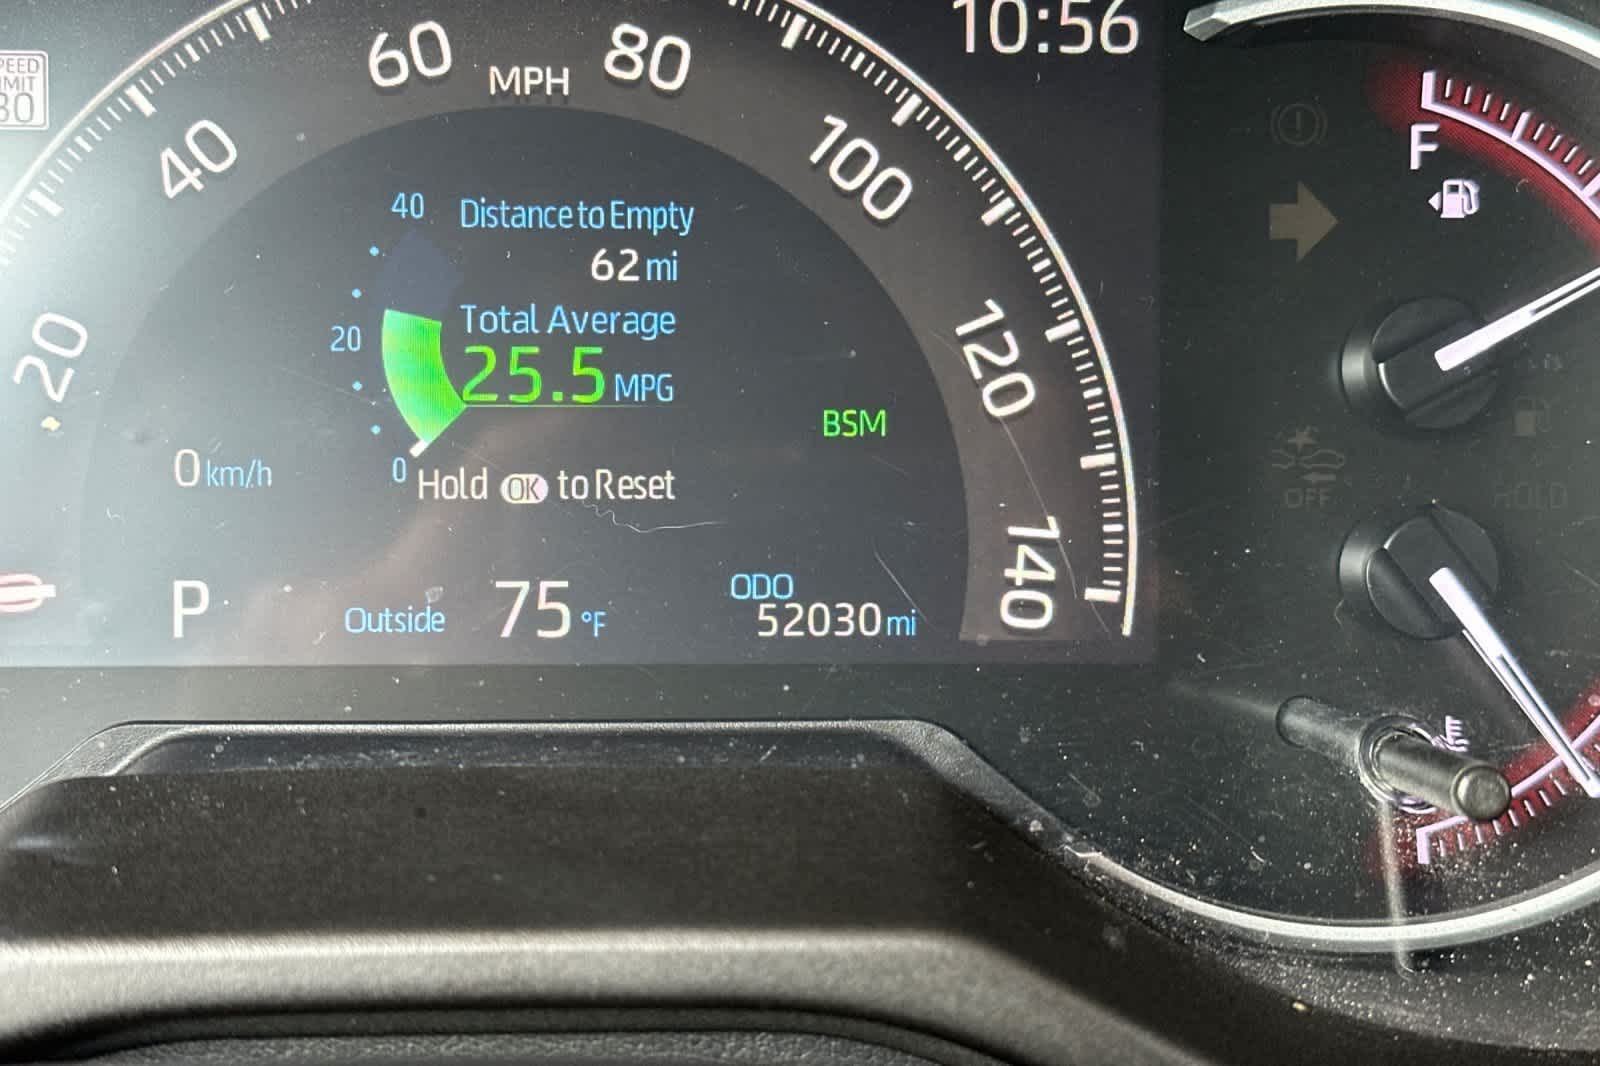 10:56
60
MPH
80
SPEED
LIMIT
80
40
100
F
40
Distance to Empty
62 mi
Total Average
20
25.5 MPG
20
120
BSM
0 km/h
0
Hold OK to Reset
OFF
HOLD
140
P
Outside 75 °F
ODO
52030 mi